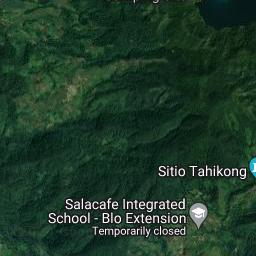 Sitio Tahikong
Salacafe Integrated
School - Blo Extension
Temporarily closed